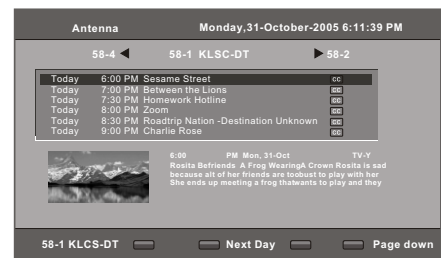 Antenna Monday,31-October-2005 6:11:39 PM
58-4 58-1 KLSC-DT 58-2
Today 6:00 PM Sesame Street CC
Today 7:00 PM Between the Lions CC
Today 7:30 PM Homework Hotline CC
Today 8:00 PM Zoom CC
Today 8:30 PM Roadtrip Nation -Destination Unknown CC
Today 9:00 PM Charlie Rose CC
6:00 PM Mon, 31-Oct TV-Y
Rosita Befriends A Frog WearingA Crown Rosita is sad
because alt of her friends are toobust to play with her
She ends up meeting a frog thatwants to play and they
58-1 KLCS-DT Next Day Page down